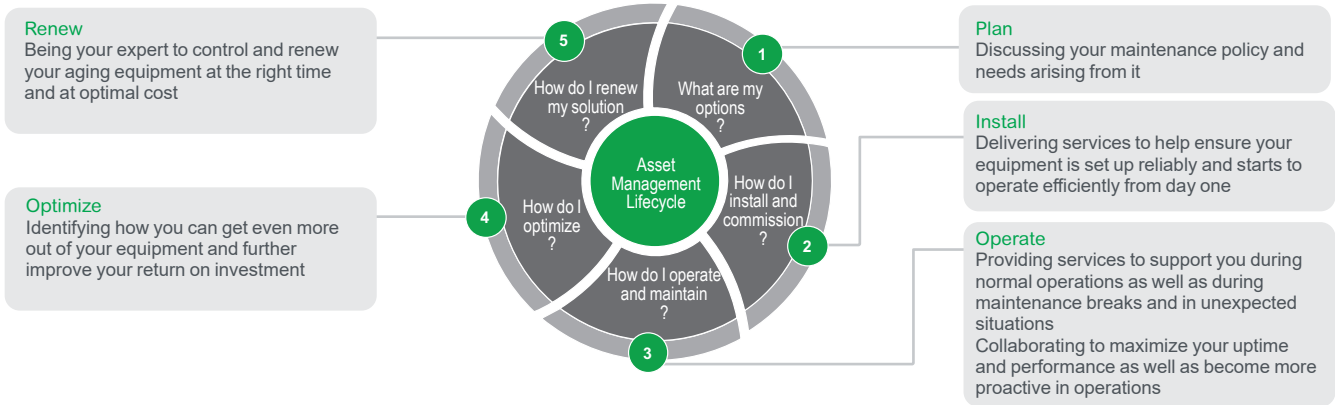 Renew
Being your expert to control and renew
your aging equipment at the right time
and at optimal cost
Optimize
Identifying how you can get even more
out of your equipment and further
improve your return on investment
5
How do I renew
my solution
?
1
What are my
options
?
Asset
Management
Lifecycle
4
How do I
optimize
?
How do I
install and
commission
?
2
How do I operate
and maintain
?
3
Plan
Discussing your maintenance policy and
needs arising from it
Install
Delivering services to help ensure your
equipment is set up reliably and starts to
operate efficiently from day one
Operate
Providing services to support you during
normal operations as well as during
maintenance breaks and in unexpected
situations
Collaborating to maximize your uptime
and performance as well as become more
proactive in operations